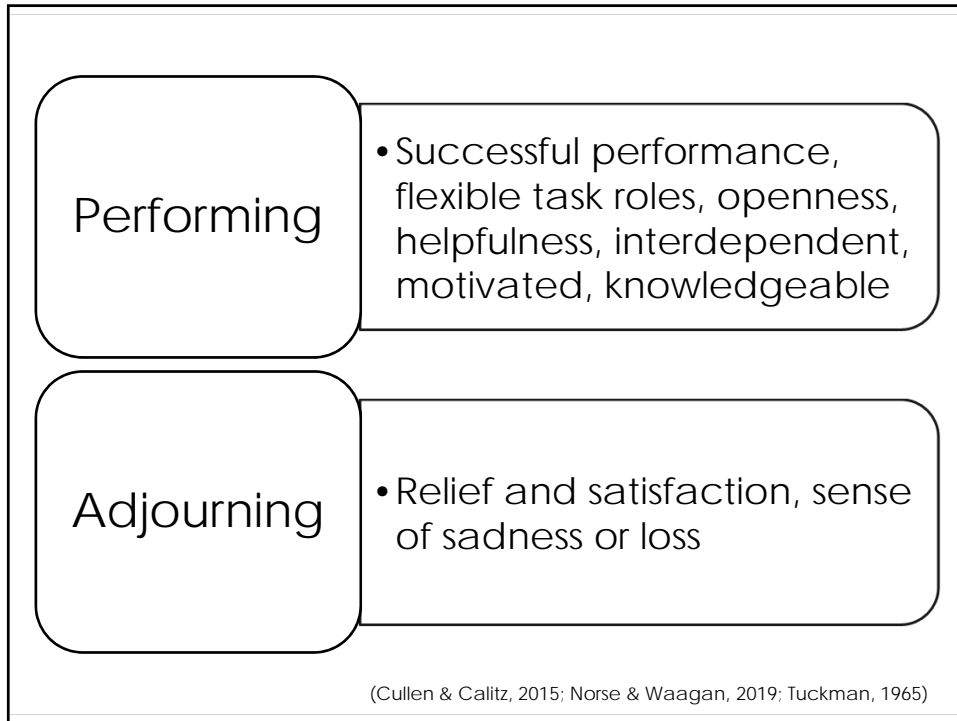 Performing
•Successful performance,
flexible task roles, openness,
helpfulness, interdependent,
motivated, knowledgeable
Adjourning
•Relief and satisfaction, sense
of sadness or loss
(Cullen & Calitz, 2015; Norse & Waagan, 2019; Tuckman, 1965)